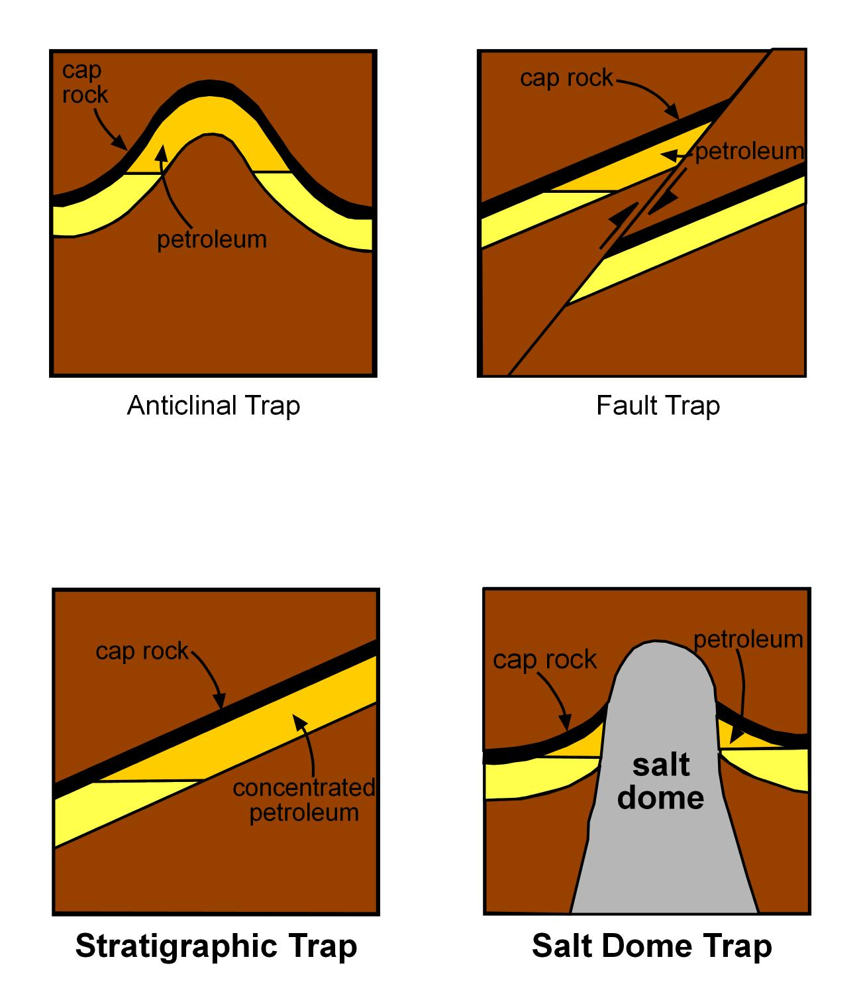 cap
rock
petroleum
Anticlinal Trap
cap rock
petroleum
Fault Trap
cap rock
concentrated
petroleum
Stratigraphic Trap
cap rock
petroleum
salt
dome
Salt Dome Trap